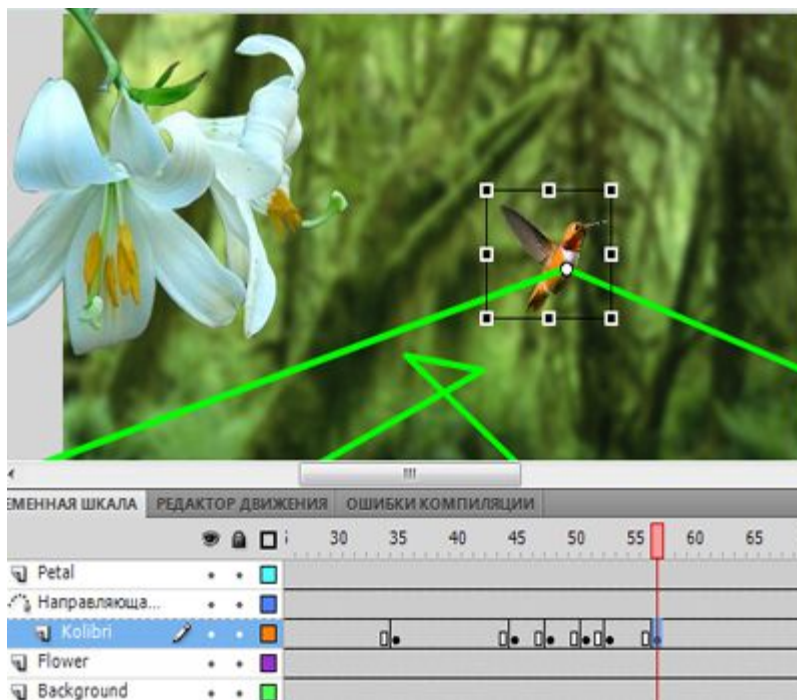 ЕМЕННАЯ ШКАЛА РЕДАКТОР ДВИЖЕНИЯ ОШИБКИ КОМПИЛЯЦИИ
30 35 40 45 50 55 60 65
Petal
Направляюща...
Kolibri
Flower
Background